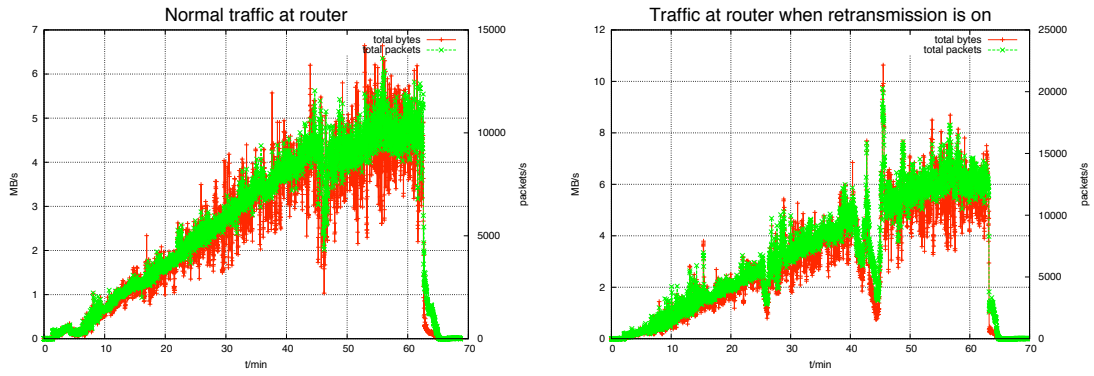 Normal traffic at router
7
6
5
4
3
2
1
0
MB/s
15000
10000
5000
0
packets/s
total bytes
total packets
0 10 20 30 40 50 60 70
t/min
Traffic at router when retransmission is on
12
10
8
6
4
2
0
MB/s
25000
20000
15000
10000
5000
0
packets/s
total bytes
total packets
0 10 20 30 40 50 60 70
t/min